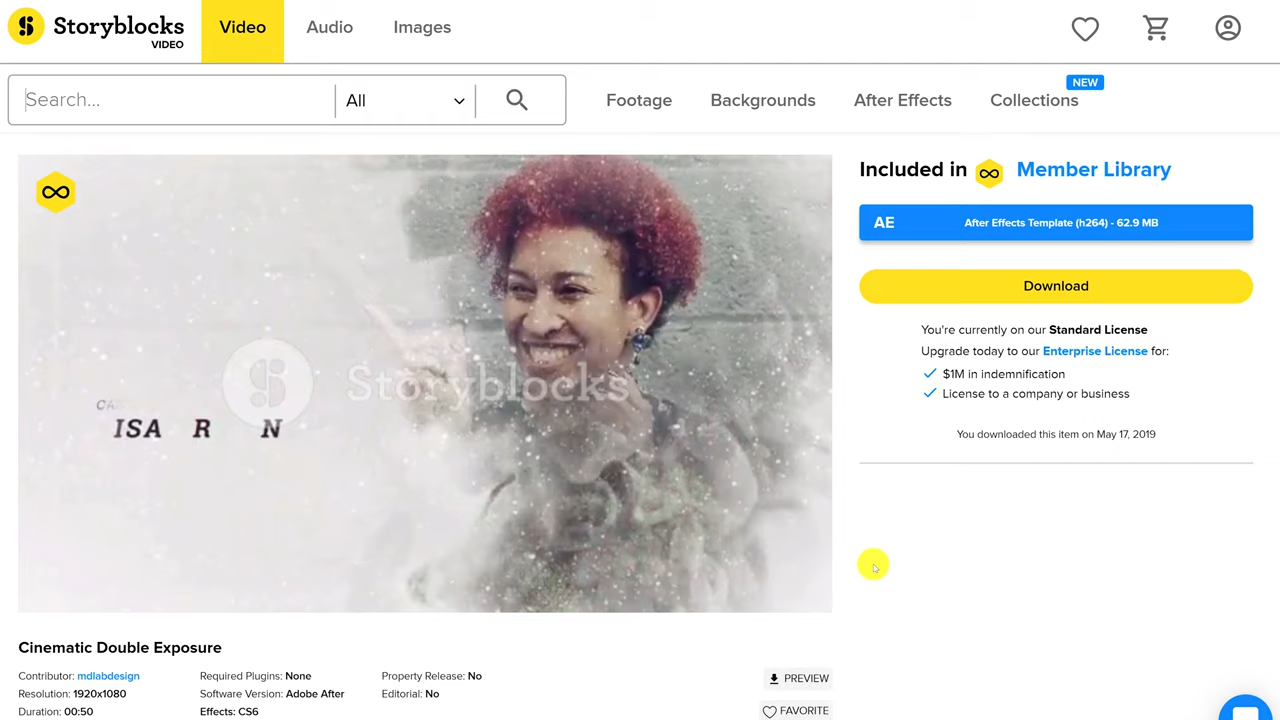 Storyblocks
VIDEO
Video
Audio
Images
Search...
All
Footage
Backgrounds
After Effects
Collections
NEW
Included in
Member Library
AE
After Effects Template (h264) - 62.9 MB
Download
You're currently on our Standard License
Upgrade today to our Enterprise License for:
$1M in indemnification
License to a company or business
You downloaded this item on May 17, 2019
Storyblocks
ISA R N
Cinematic Double Exposure
Contributor: mdlabdesign
Resolution: 1920x1080
Duration: 00:50
Required Plugins: None
Software Version: Adobe After
Effects: CS6
Property Release: No
Editorial: No
PREVIEW
FAVORITE